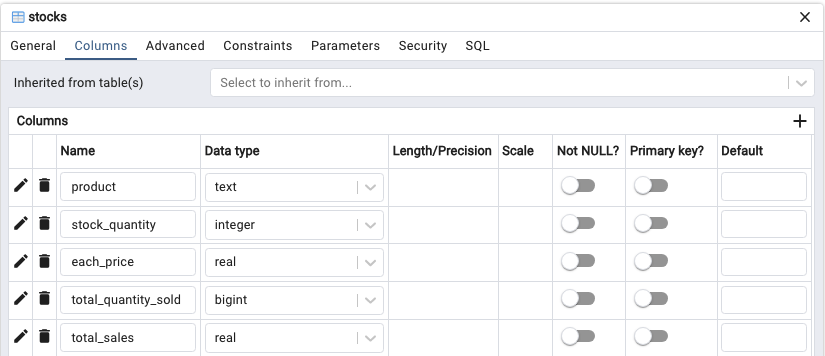 stocks
General Columns Advanced Constraints Parameters Security SQL
Inherited from table(s) Select to inherit from...
Columns
Name Data type Length/Precision Scale Not NULL? Primary key? Default
product text
stock_quantity integer
each_price real
total_quantity_sold bigint
total_sales real